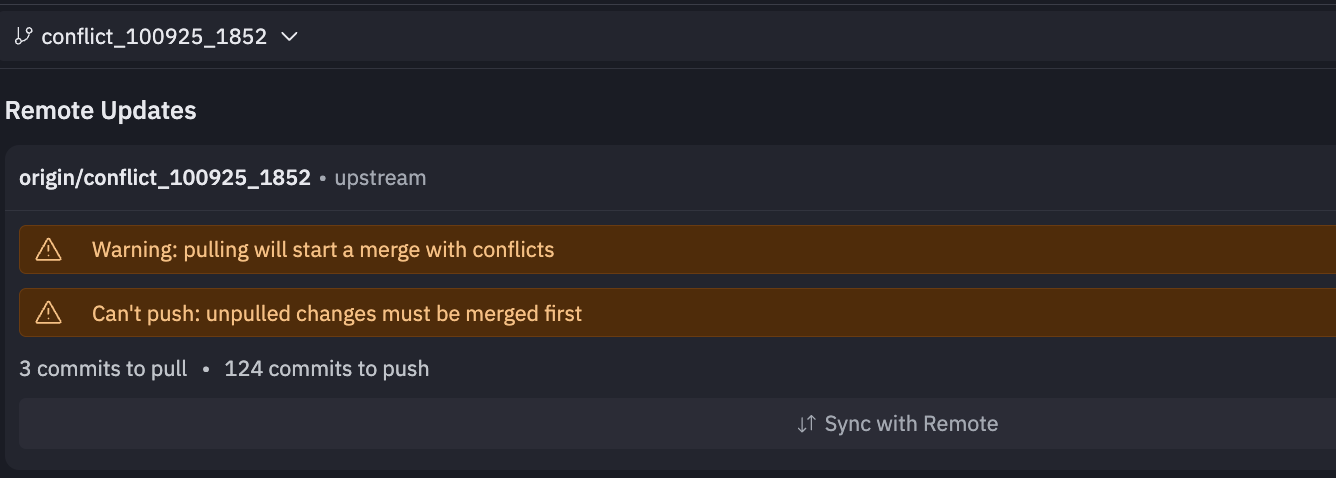 conflict_100925_1852
Remote Updates
origin/conflict_100925_1852 • upstream
Warning: pulling will start a merge with conflicts
Can't push: unpulled changes must be merged first
3 commits to pull • 124 commits to push
Sync with Remote